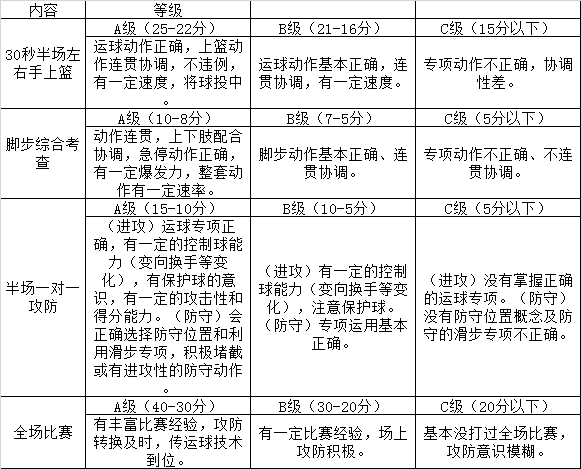 内容
等级
30秒半场左
右手上篮
A级（25-22分）
B级（21-16分）
C级（15分以下）
运球动作正确，上篮动
作连贯协调，不违例，
有一定速度，将球投中。
运球动作基本正确，连
贯协调，有一定速度。
专项动作不正确，协调
性差。
脚步综合考
查
A级（10-8分）
B级（7-5分）
C级（5分以下）
动作连贯，上下肢配合
协调，急停动作正确，
有一定爆发力，整套动
作有一定速率。
脚步动作基本正确、连
贯协调。
专项动作不正确、不连
贯协调。
半场一对一
攻防
A级（15-10分）
B级（10-5分）
C级（5分以下）
（进攻）运球专项正
确，有一定的控制球能
力（变向换手等变
化），有保护球的意
识，有一定的攻击性和
得分能力。（防守）会
正确选择防守位置和利
用滑步专项，积极堵截
或有进攻性的防守动作。
（进攻）有一定的控制
球能力（变向换手等变
化），注意保护球。
（防守）专项运用基本
正确。
（进攻）没有掌握正确
的运球专项。（防守）
没有防守位置概念及防
守的滑步专项不正确。
全场比赛
A级（40-30分）
B级（30-20分）
C级（20分以下）
有丰富比赛经验，攻防
转换及时，传运球技术
到位。
有一定比赛经验，场上
攻防积极。
基本没打过全场比赛，
攻防意识模糊。